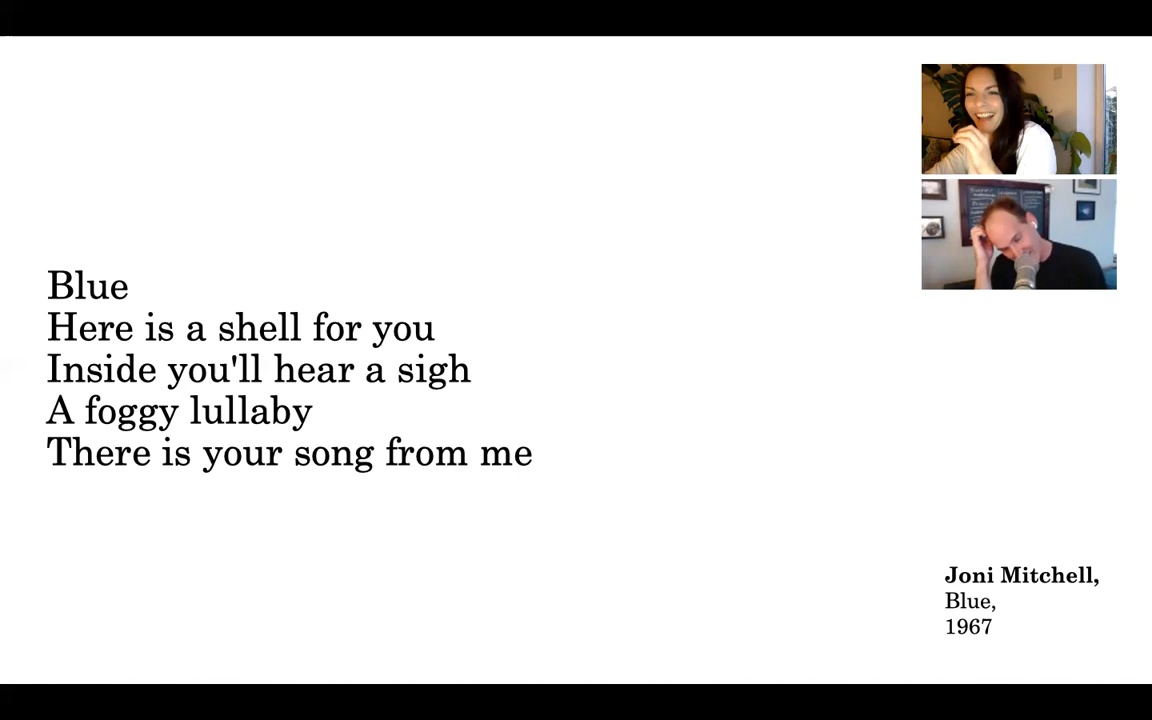 Blue
Here is a shell for you
Inside you'll hear a sigh
A foggy lullaby
There is your song from me
Joni Mitchell,
Blue,
1967